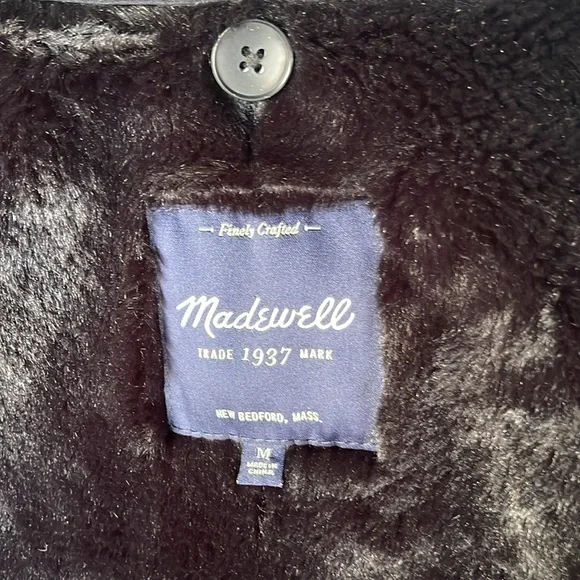 Finely Crafted
Madewell
TRADE 1937 MARK
NEW BEDFORD, MASS.
M
MADE IN
CHINA